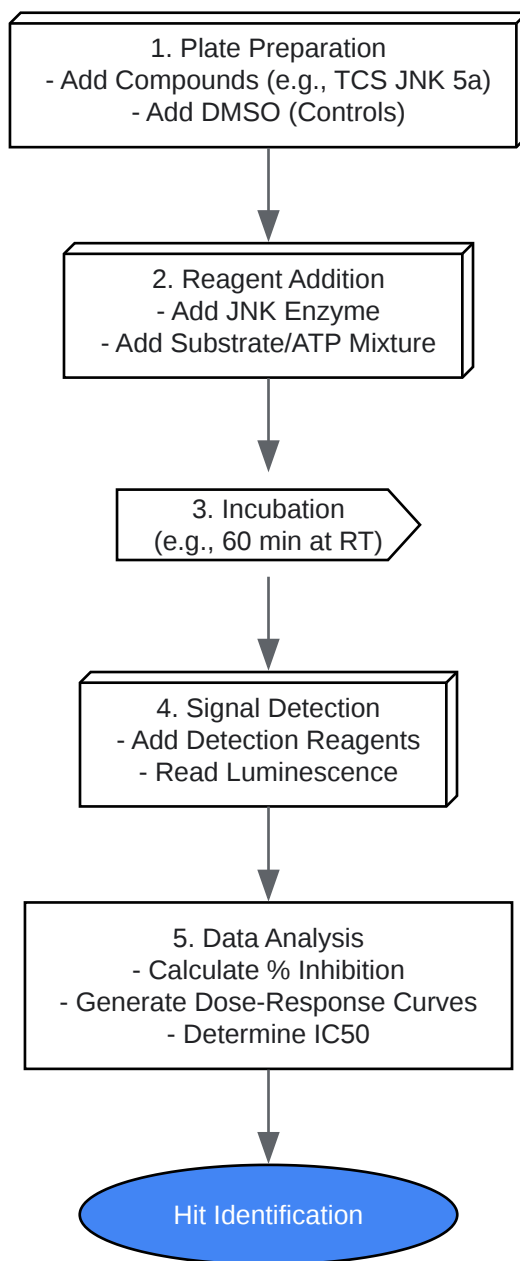 1. Plate Preparation
- Add Compounds (e.g., TCS JNK 5a)
- Add DMSO (Controls)
2. Reagent Addition
- Add JNK Enzyme
- Add Substrate/ATP Mixture
3. Incubation
(e.g., 60 min at RT)
4. Signal Detection
- Add Detection Reagents
- Read Luminescence
5. Data Analysis
- Calculate % Inhibition
- Generate Dose-Response Curves
- Determine IC50
Hit Identification